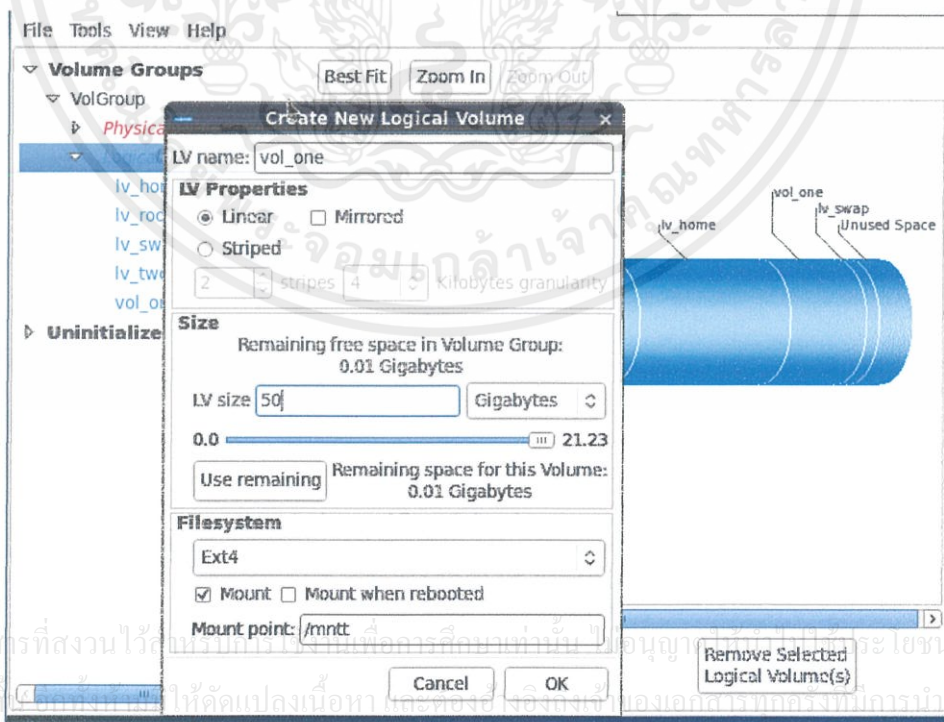 File Tools View Help
Volume Groups
Best Fit
Zoom In
Zoom Out
VolGroup
Physica
Create New Logical Volume
LV name: vol_one
LV Properties
Linear
Mirrored
Striped
2 stripes 4 Kilobytes granularity
lv_hom
lv_roo
lv_sw
lv_two
vol_on
Uninitialize
Size
Remaining free space in Volume Group:
0.01 Gigabytes
LV size 50 Gigabytes
0.0 21.23
Use remaining
Remaining space for this Volume:
0.01 Gigabytes
Filesystem
Ext4
Mount
Mount when rebooted
Mount point: /mntt
Cancel
OK
lv_home
vol_one
lv_swap
Unused Space
Remove Selected
Logical Volume(s)